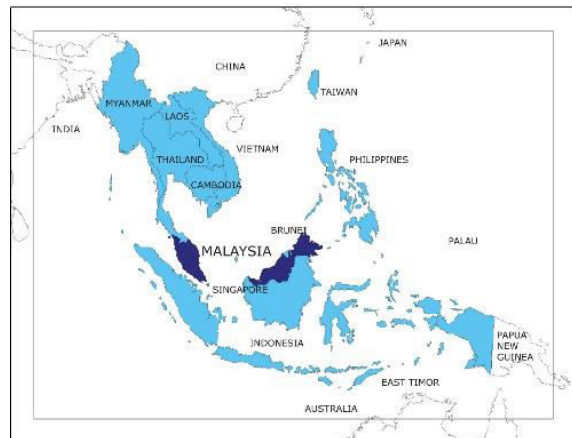 JAPAN
CHINA
TAIWAN
MYANMAR
LAOS
INDIA
VIETNAM
THAILAND
PHILIPPINES
CAMBODIA
BRUNEI
PALAU
MALAYSIA
SINGAPORE
INDONESIA
PAPUA
NEW
GUINEA
EAST TIMOR
AUSTRALIA